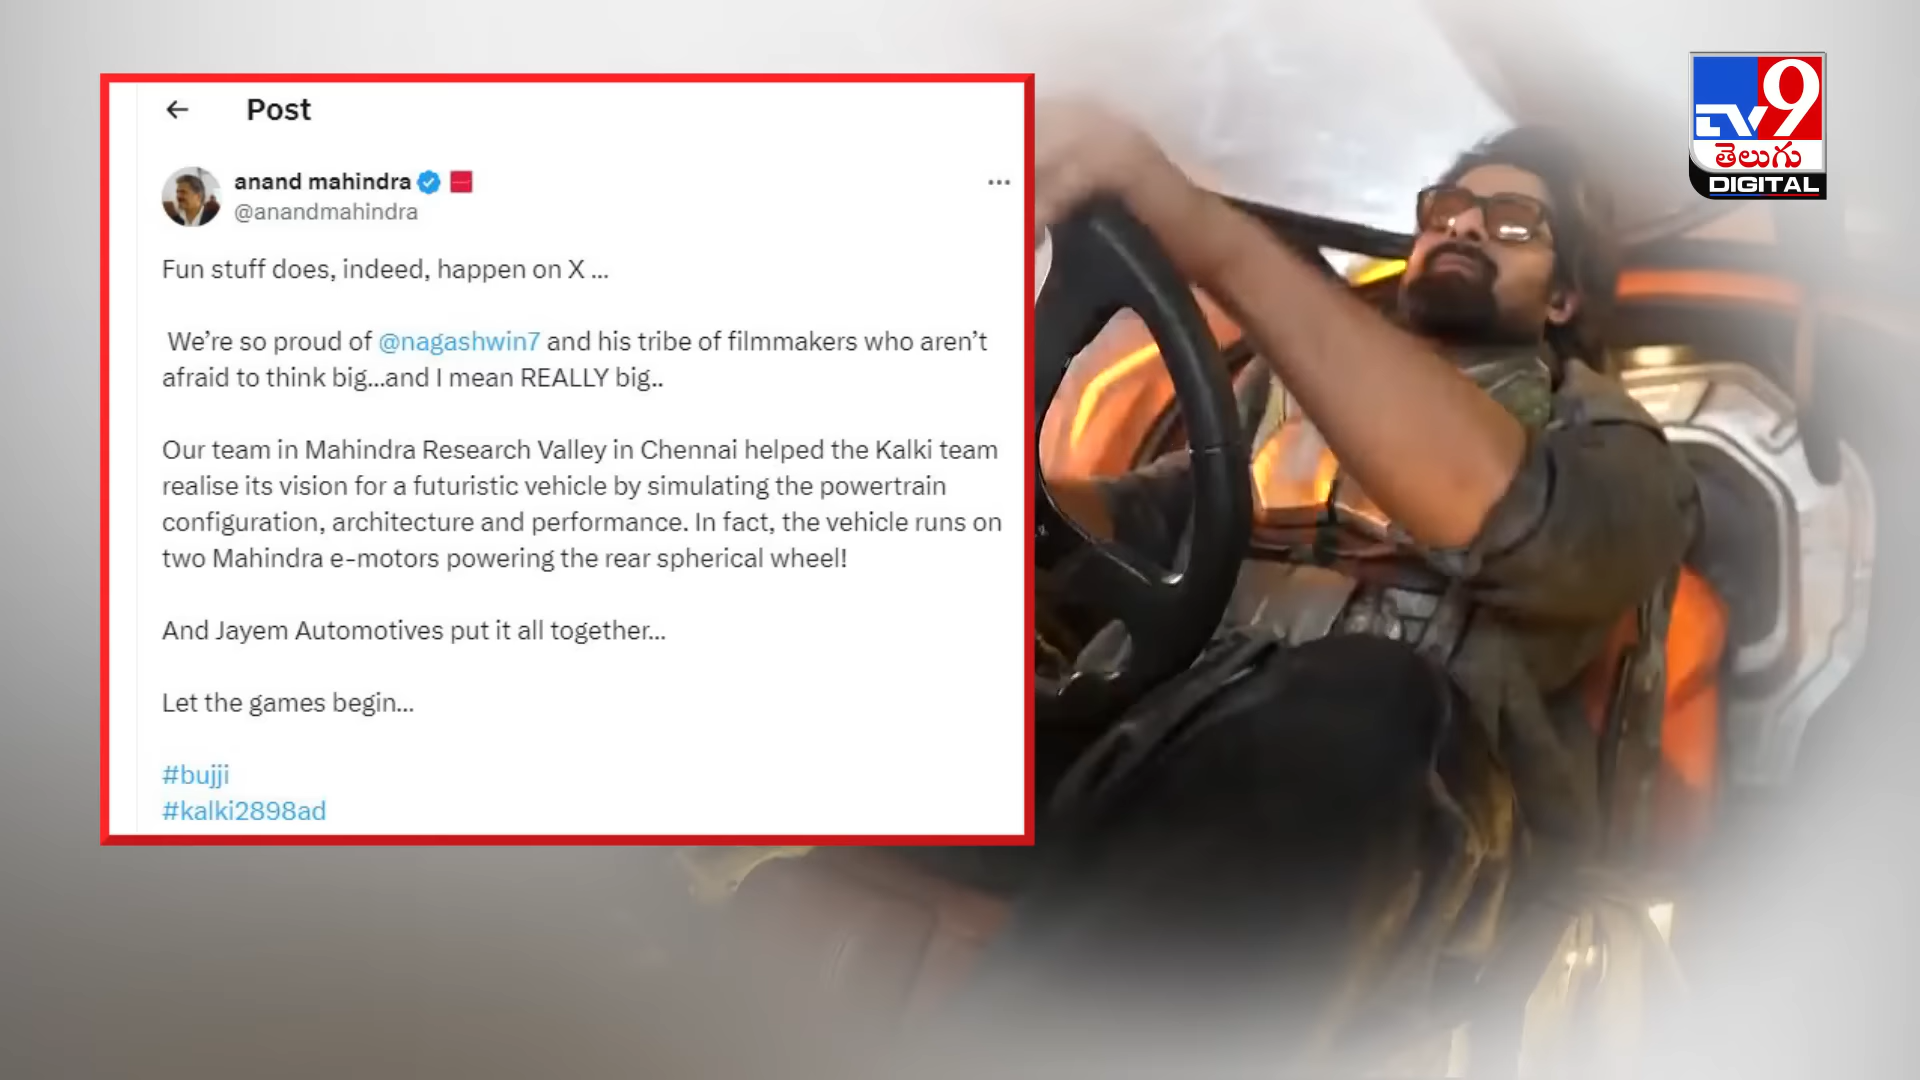 Post
anand mahindra
@anandmahindra
Fun stuff does, indeed, happen on X ...
We’re so proud of @nagashwin7 and his tribe of filmmakers who aren’t
afraid to think big...and I mean REALLY big..
Our team in Mahindra Research Valley in Chennai helped the Kalki team
realise its vision for a futuristic vehicle by simulating the powertrain
configuration, architecture and performance. In fact, the vehicle runs on
two Mahindra e-motors powering the rear spherical wheel!
And Jayem Automotives put it all together...
Let the games begin...
#bujji
#kalki2898ad
TV9
తెలుగు
DIGITAL